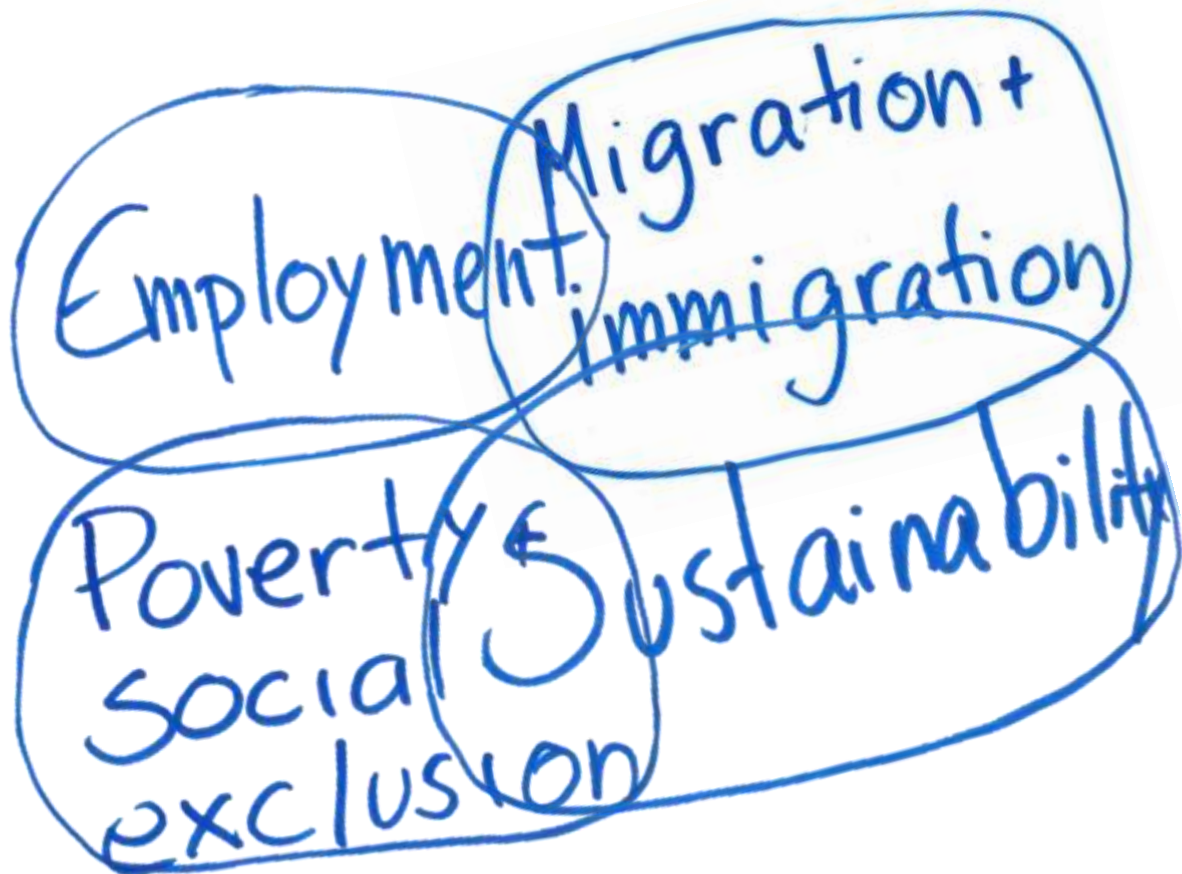 Employment
Migration +
immigration
Poverty &
social
exclusion
Sustainability